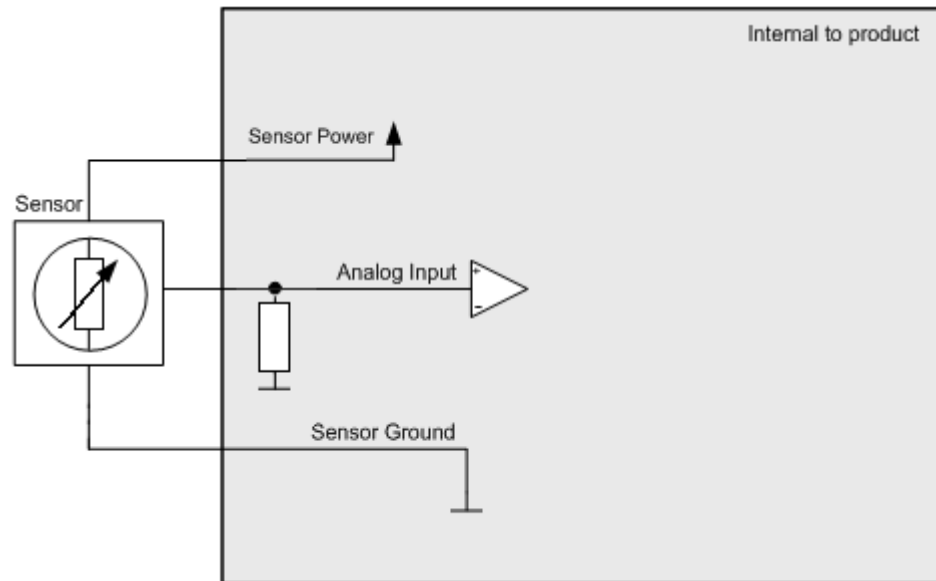 Internal to product
Sensor Power
Sensor
Analog Input
+
-
Sensor Ground